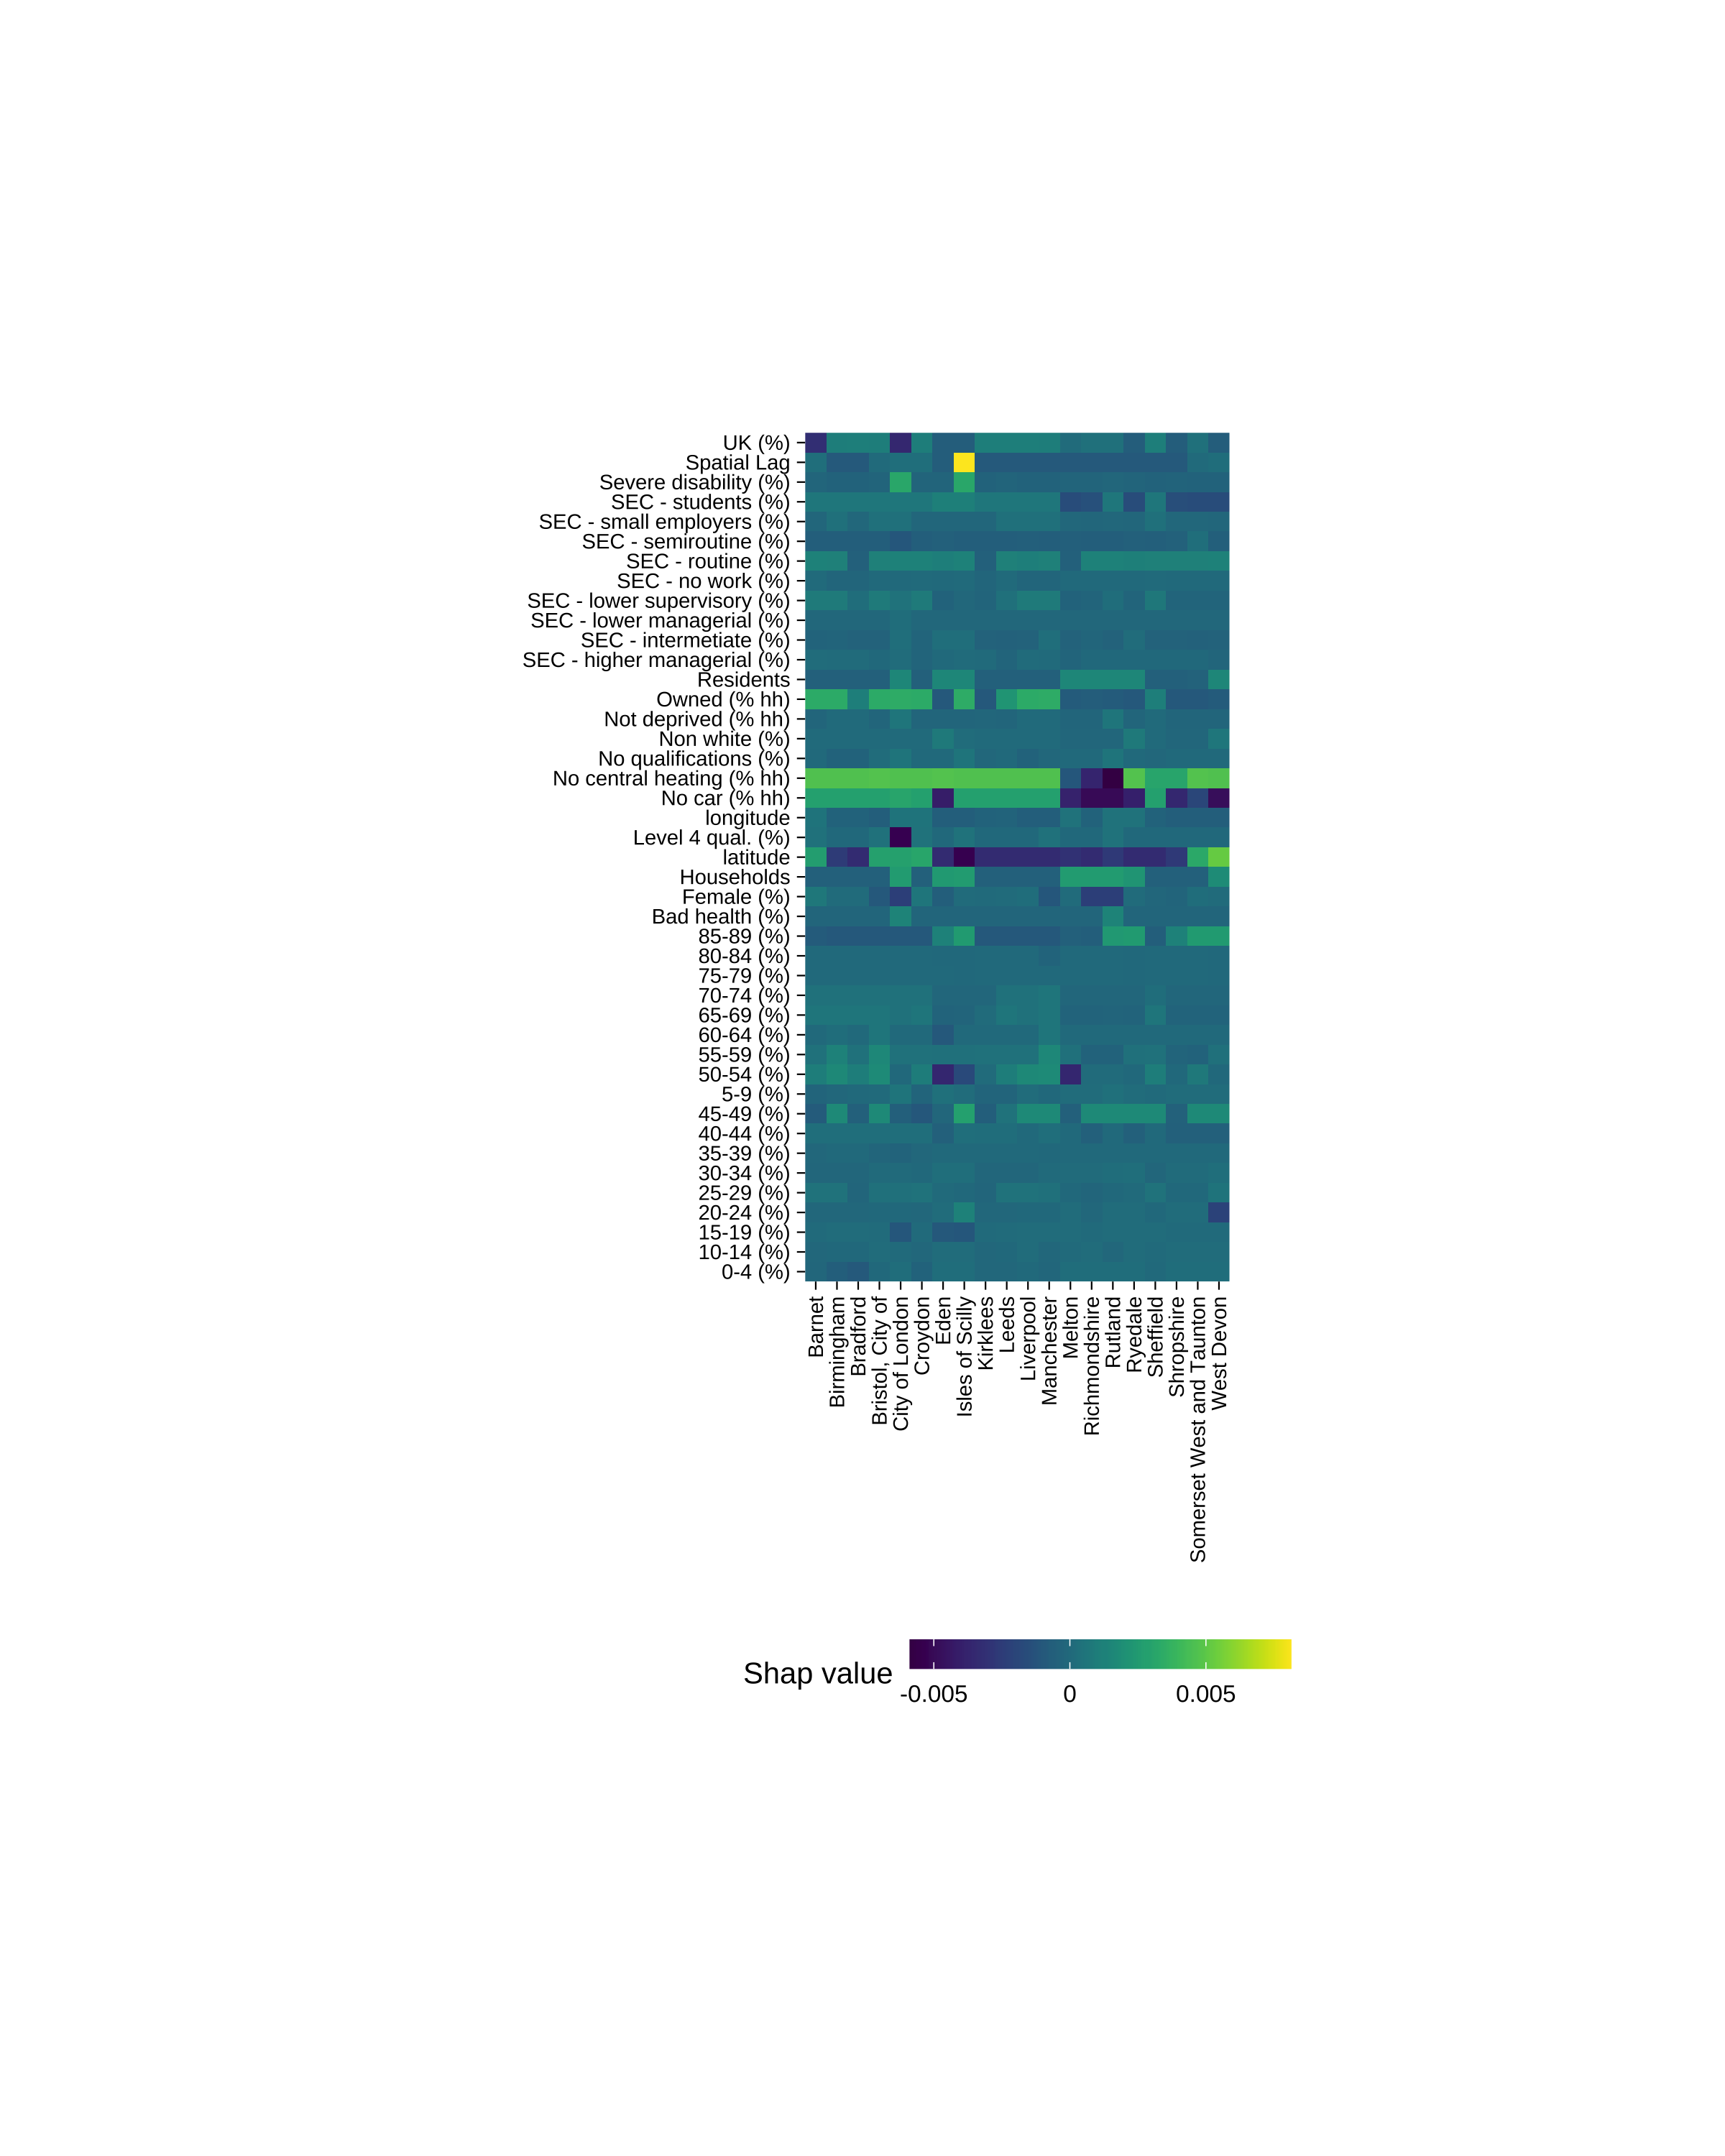 UK (%)
Spatial Lag
Severe disability (%)
SEC - students (%)
SEC - small employers (%)
SEC - semiroutine (%)
SEC - routine (%)
SEC - no work (%)
SEC - lower supervisory (%)
SEC - lower managerial (%)
SEC - intermetiate (%)
SEC - higher managerial (%)
Residents
Owned (% hh)
Not deprived (% hh)
Non white (%)
No qualifications (%)
No central heating (% hh)
No car (% hh)
longitude
Level 4 qual. (%)
latitude
Households
Female (%)
Bad health (%)
85-89 (%)
80-84 (%)
75-79 (%)
70-74 (%)
65-69 (%)
60-64 (%)
55-59 (%)
50-54 (%)
5-9 (%)
45-49 (%)
40-44 (%)
35-39 (%)
30-34 (%)
25-29 (%)
20-24 (%)
15-19 (%)
10-14 (%)
0-4 (%)
Barnet
Birmingham
Bradford
Bristol, City of
City of London
Croydon
Eden
Isles of Scilly
Kirklees
Leeds
Liverpool
Manchester
Melton
Richmondshire
Rutland
Ryedale
Sheffield
Shropshire
Somerset West and Taunton
West Devon
Shap value
-0.005
0
0.005